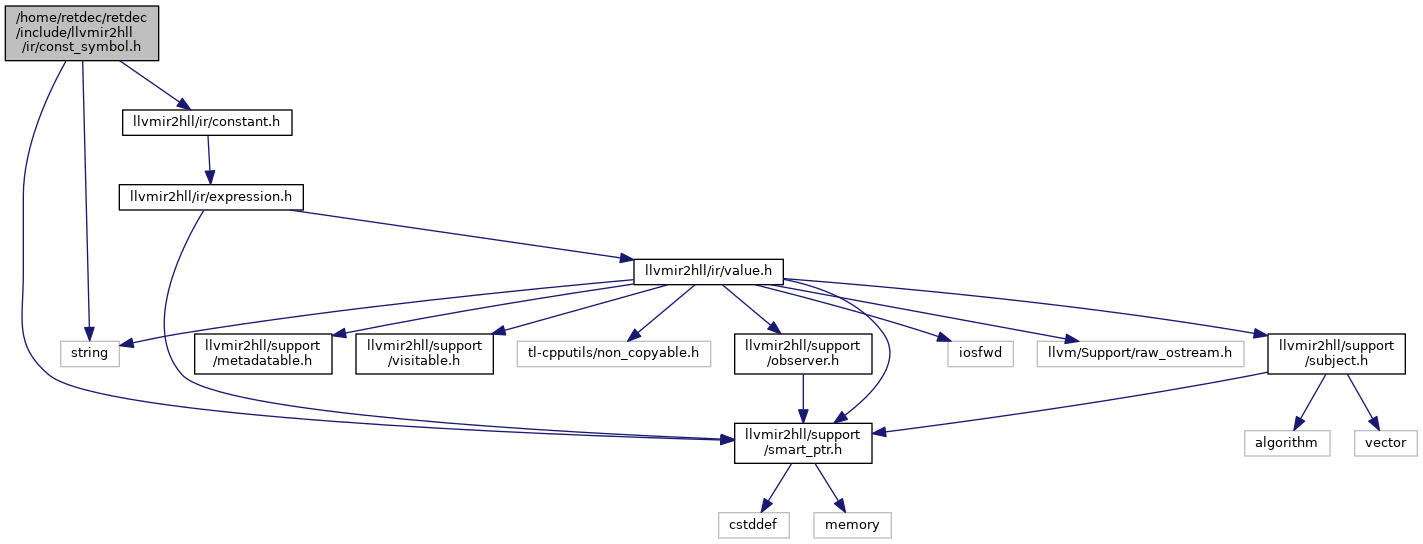 /home/retdec/retdec
/include/llvmir2hll
/ir/const_symbol.h
llvmir2hll/ir/constant.h
llvmir2hll/ir/expression.h
llvmir2hll/ir/value.h
string
llvmir2hll/support
/metadatable.h
llvmir2hll/support
/visitable.h
tl-cpputils/non_copyable.h
llvmir2hll/support
/observer.h
iosfwd
llvm/Support/raw_ostream.h
llvmir2hll/support
/subject.h
llvmir2hll/support
/smart_ptr.h
algorithm
vector
cstddef
memory